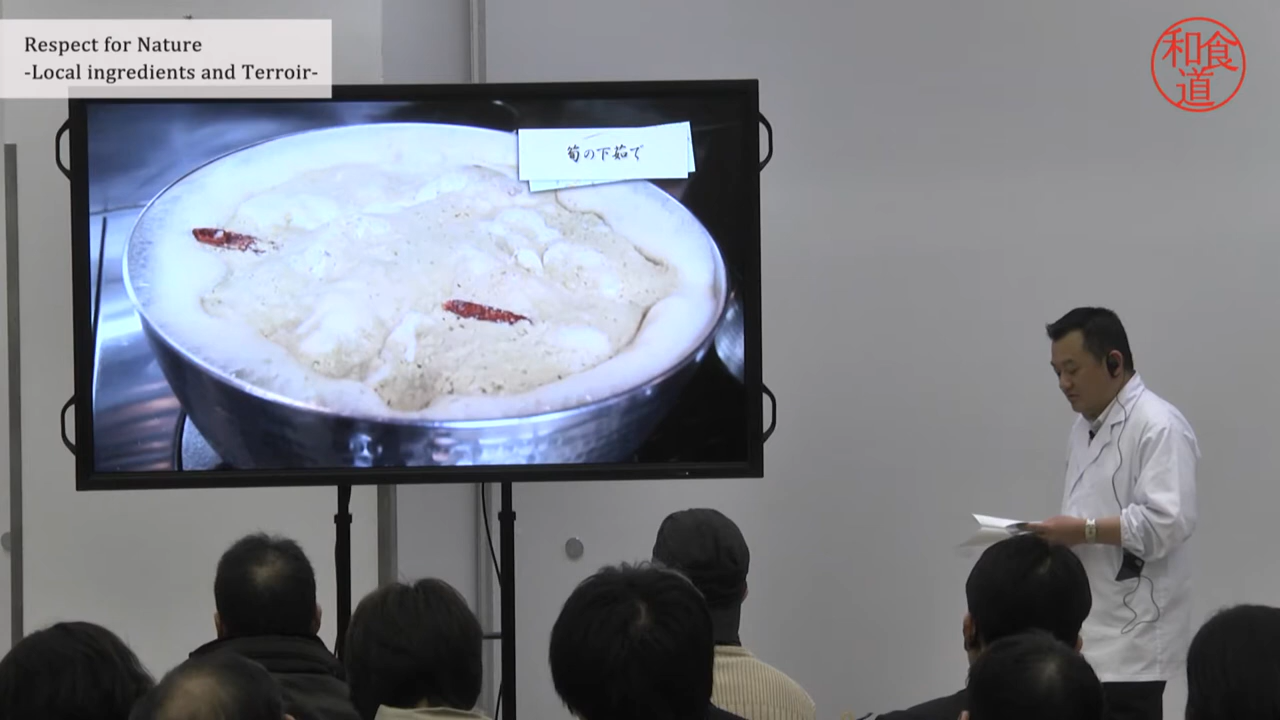 Respect for Nature
-Local ingredients and Terroir-
和食
道
筍の下茹で